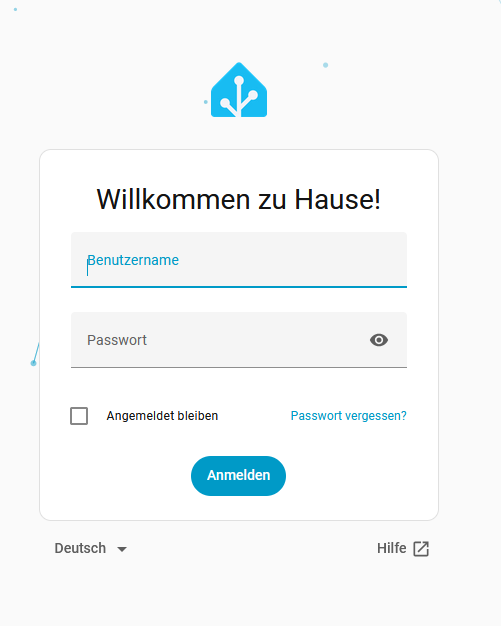 Willkommen zu Hause!
Benutzername
Passwort
Angemeldet bleiben
Passwort vergessen?
Anmelden
Deutsch
Hilfe